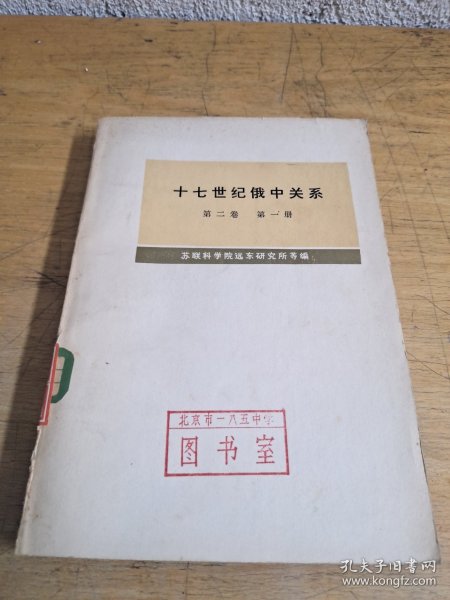 十七世纪俄中关系
第二卷 第一册
苏联科学院远东研究所等编
北京市一八五中学
图书室
孔夫子旧书网
www.kongfz.com